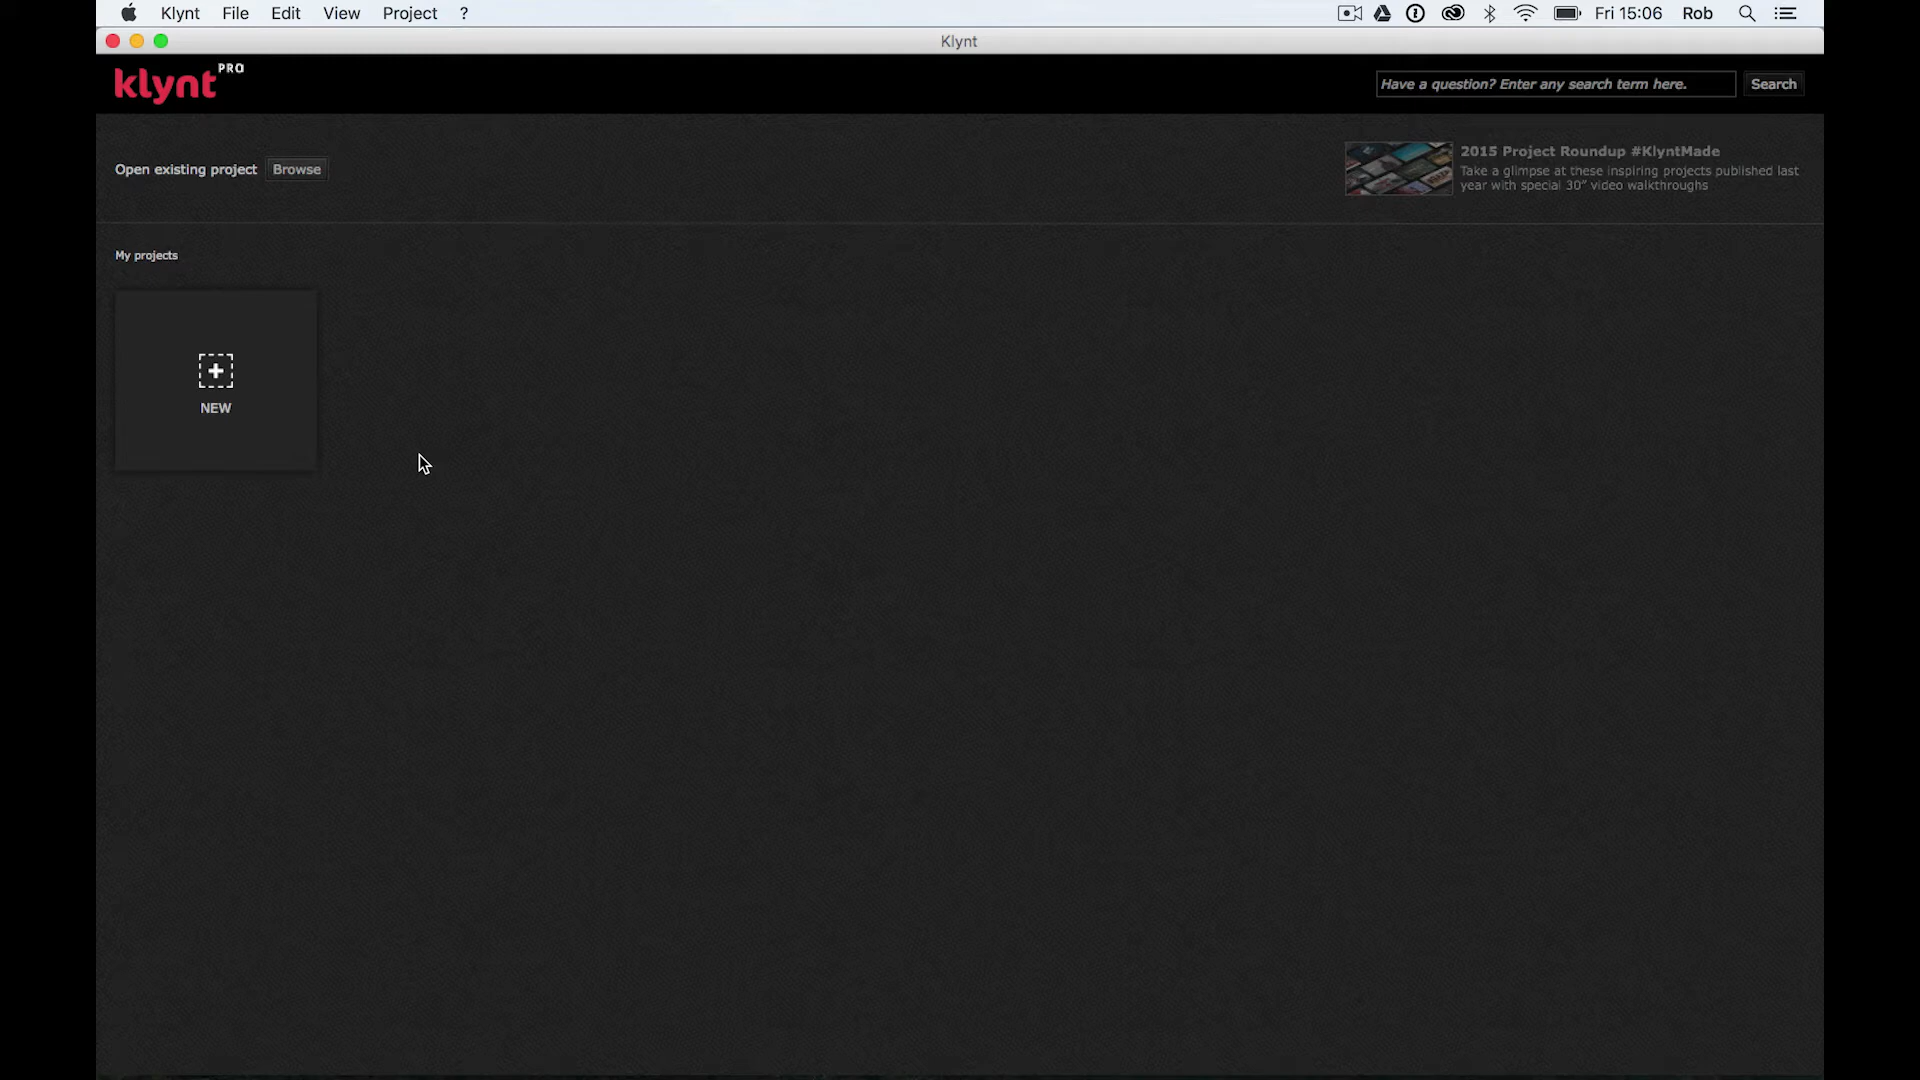 Klynt File Edit View Project ? Fri 15:06 Rob
Klynt
klynt PRO
Have a question? Enter any search term here. Search
Open existing project Browse
2015 Project Roundup #KlyntMade
Take a glimpse at these inspiring projects published last
year with special 30" video walkthroughs
My projects
NEW